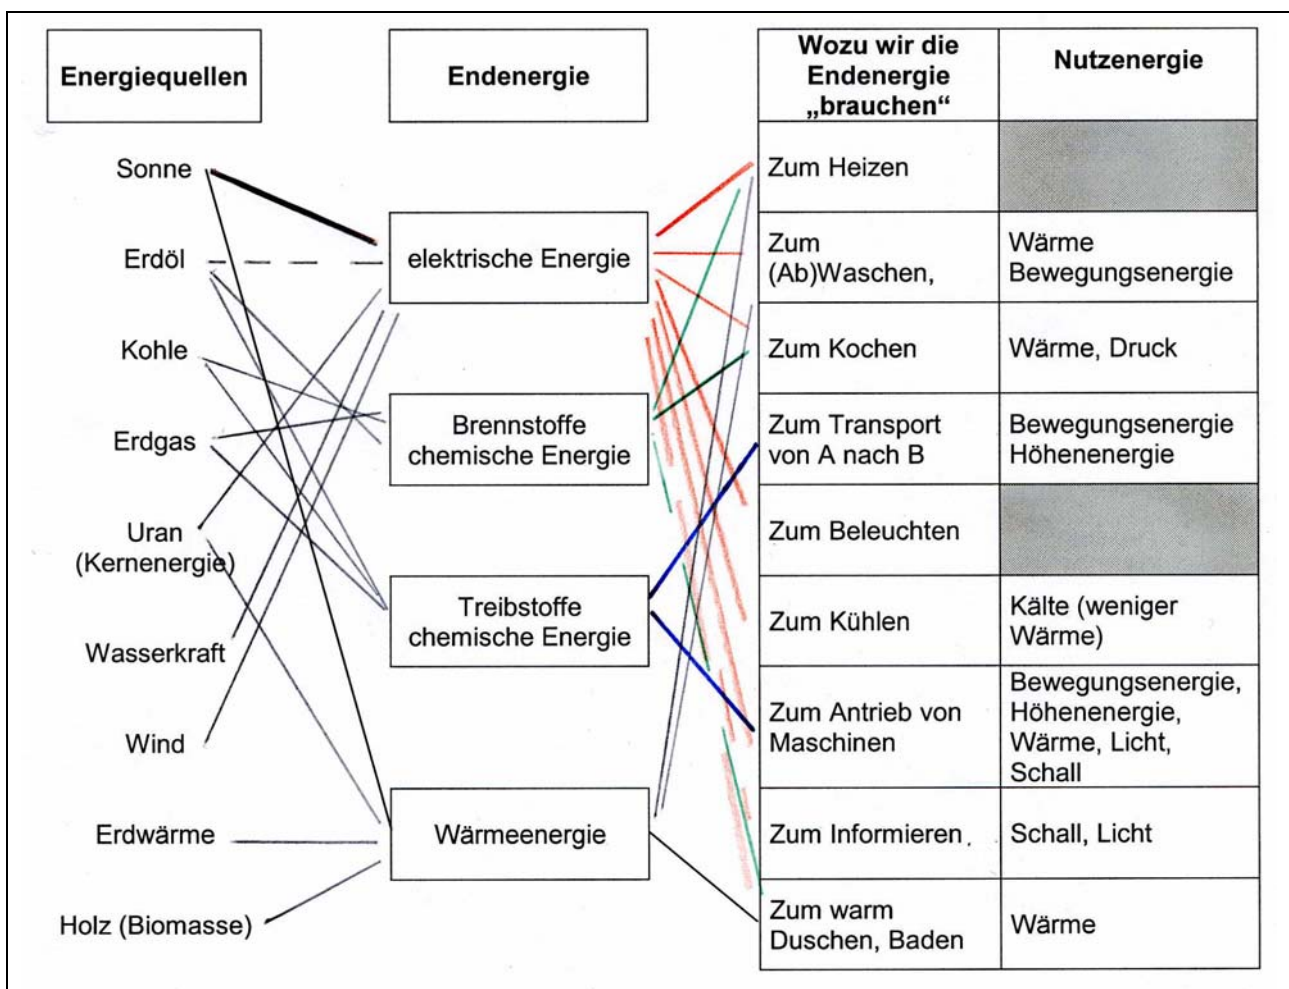 Energiequellen
Endenergie
Wozu wir die
Endenergie
„brauchen“
Nutzenergie
Sonne
Erdöl
Kohle
Erdgas
Uran
(Kernenergie)
Wasserkraft
Wind
Erdwärme
Holz (Biomasse)
elektrische Energie
Brennstoffe
chemische Energie
Treibstoffe
chemische Energie
Wärmeenergie
Zum Heizen
Zum
(Ab)Waschen,
Wärme
Bewegungsenergie
Zum Kochen
Wärme, Druck
Zum Transport
von A nach B
Bewegungsenergie
Höhenenergie
Zum Beleuchten
Zum Kühlen
Kälte (weniger
Wärme)
Zum Antrieb von
Maschinen
Bewegungsenergie,
Höhenenergie,
Wärme, Licht,
Schall
Zum Informieren .
Schall, Licht
Zum warm
Duschen, Baden
Wärme